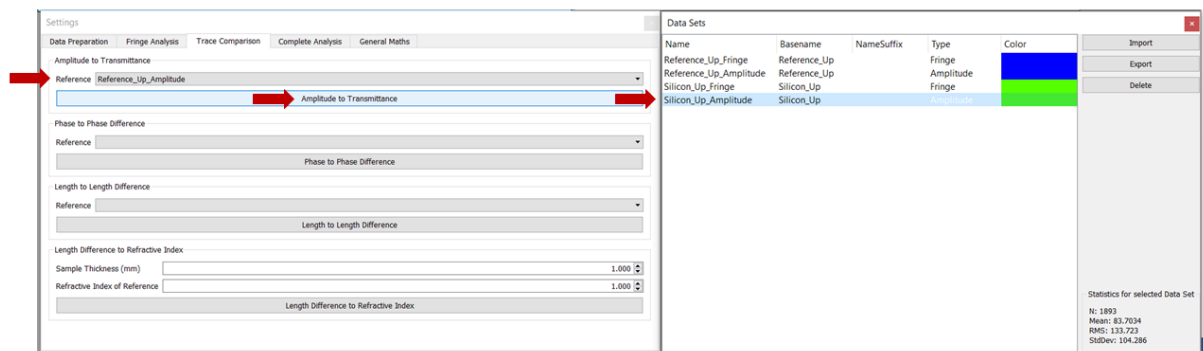 Settings
Data Preparation Fringe Analysis Trace Comparison Complete Analysis General Maths
Amplitude to Transmittance
Reference Reference_Up_Amplitude
Amplitude to Transmittance
Phase to Phase Difference
Reference
Phase to Phase Difference
Length to Length Difference
Reference
Length to Length Difference
Length Difference to Refractive Index
Sample Thickness (mm) 1.000
Refractive Index of Reference 1.000
Length Difference to Refractive Index
Data Sets
Name Basename NameSuffix Type Color
Reference_Up_Fringe Reference_Up Fringe
Reference_Up_Amplitude Reference_Up Amplitude
Silicon_Up_Fringe Silicon_Up Fringe
Silicon_Up_Amplitude Silicon_Up Amplitude
Import
Export
Delete
Statistics for selected Data Set
N: 1893
Mean: 83.7034
RMS: 133.723
StdDev: 104.286